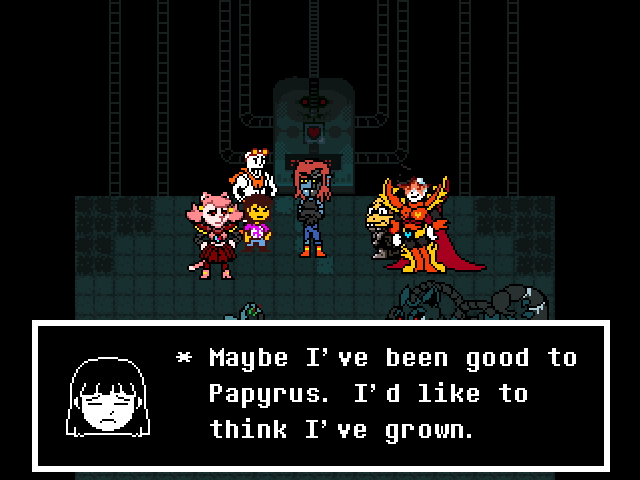 * Maybe I've been good to
Papyrus. I'd like to
think I've grown.